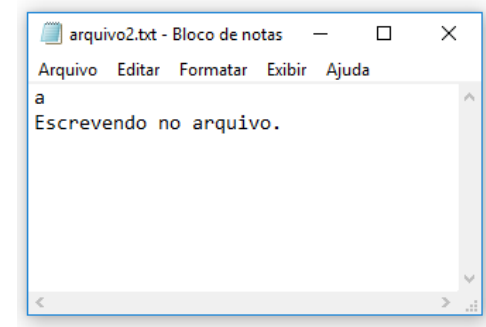 arquivo2.txt - Bloco de notas
Arquivo Editar Formatar Exibir Ajuda
a
Escrevendo no arquivo.